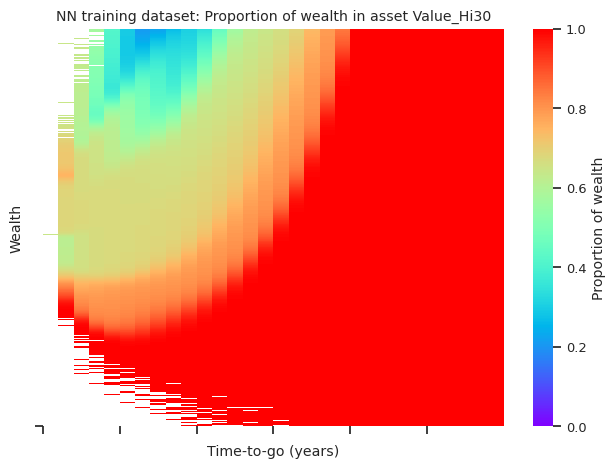 NN training dataset: Proportion of wealth in asset Value_Hi30
Wealth
Time-to-go (years)
1.0
0.8
0.6
0.4
0.2
0.0
Proportion of wealth